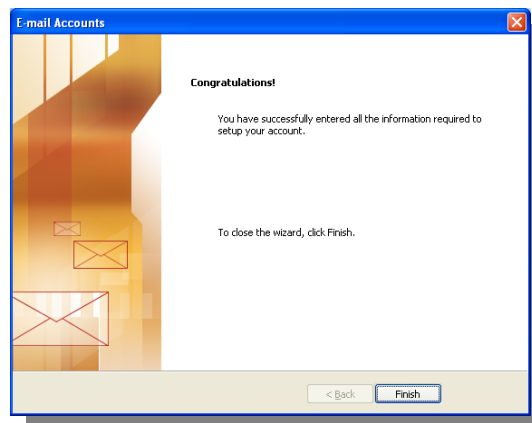 E-mail Accounts
Congratulations!
You have successfully entered all the information required to
setup your account.
To close the wizard, click Finish.
< Back
Finish